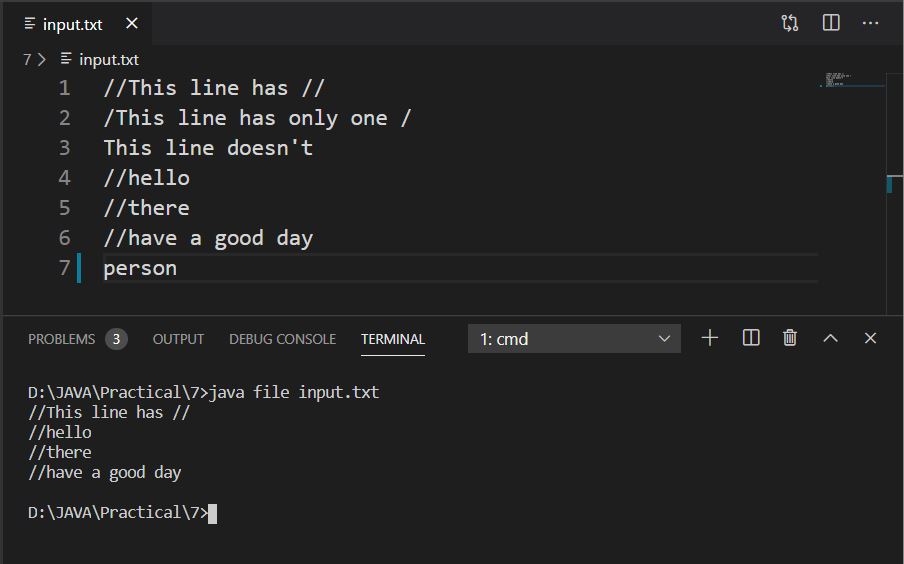 input.txt
7 > input.txt
1 //This line has //
2 /This line has only one /
3 This line doesn't
4 //hello
5 //there
6 //have a good day
7 person
PROBLEMS 3 OUTPUT DEBUG CONSOLE TERMINAL 1: cmd
D:\JAVA\Practical\7>java file input.txt
//This line has //
//hello
//there
//have a good day
D:\JAVA\Practical\7>